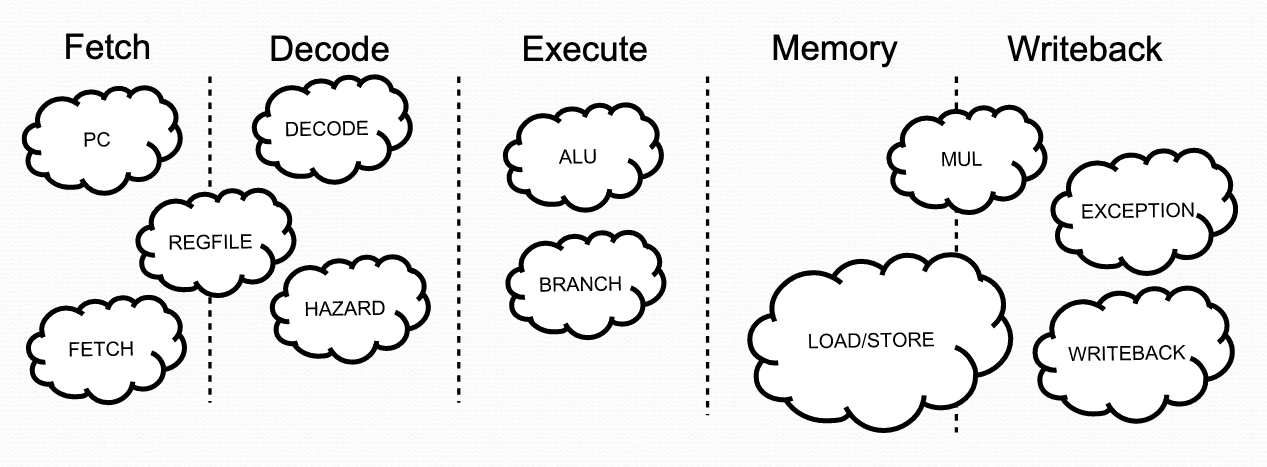 Fetch
Decode
Execute
Memory
Writeback
PC
DECODE
ALU
MUL
REGFILE
EXCEPTION
HAZARD
BRANCH
FETCH
LOAD/STORE
WRITEBACK